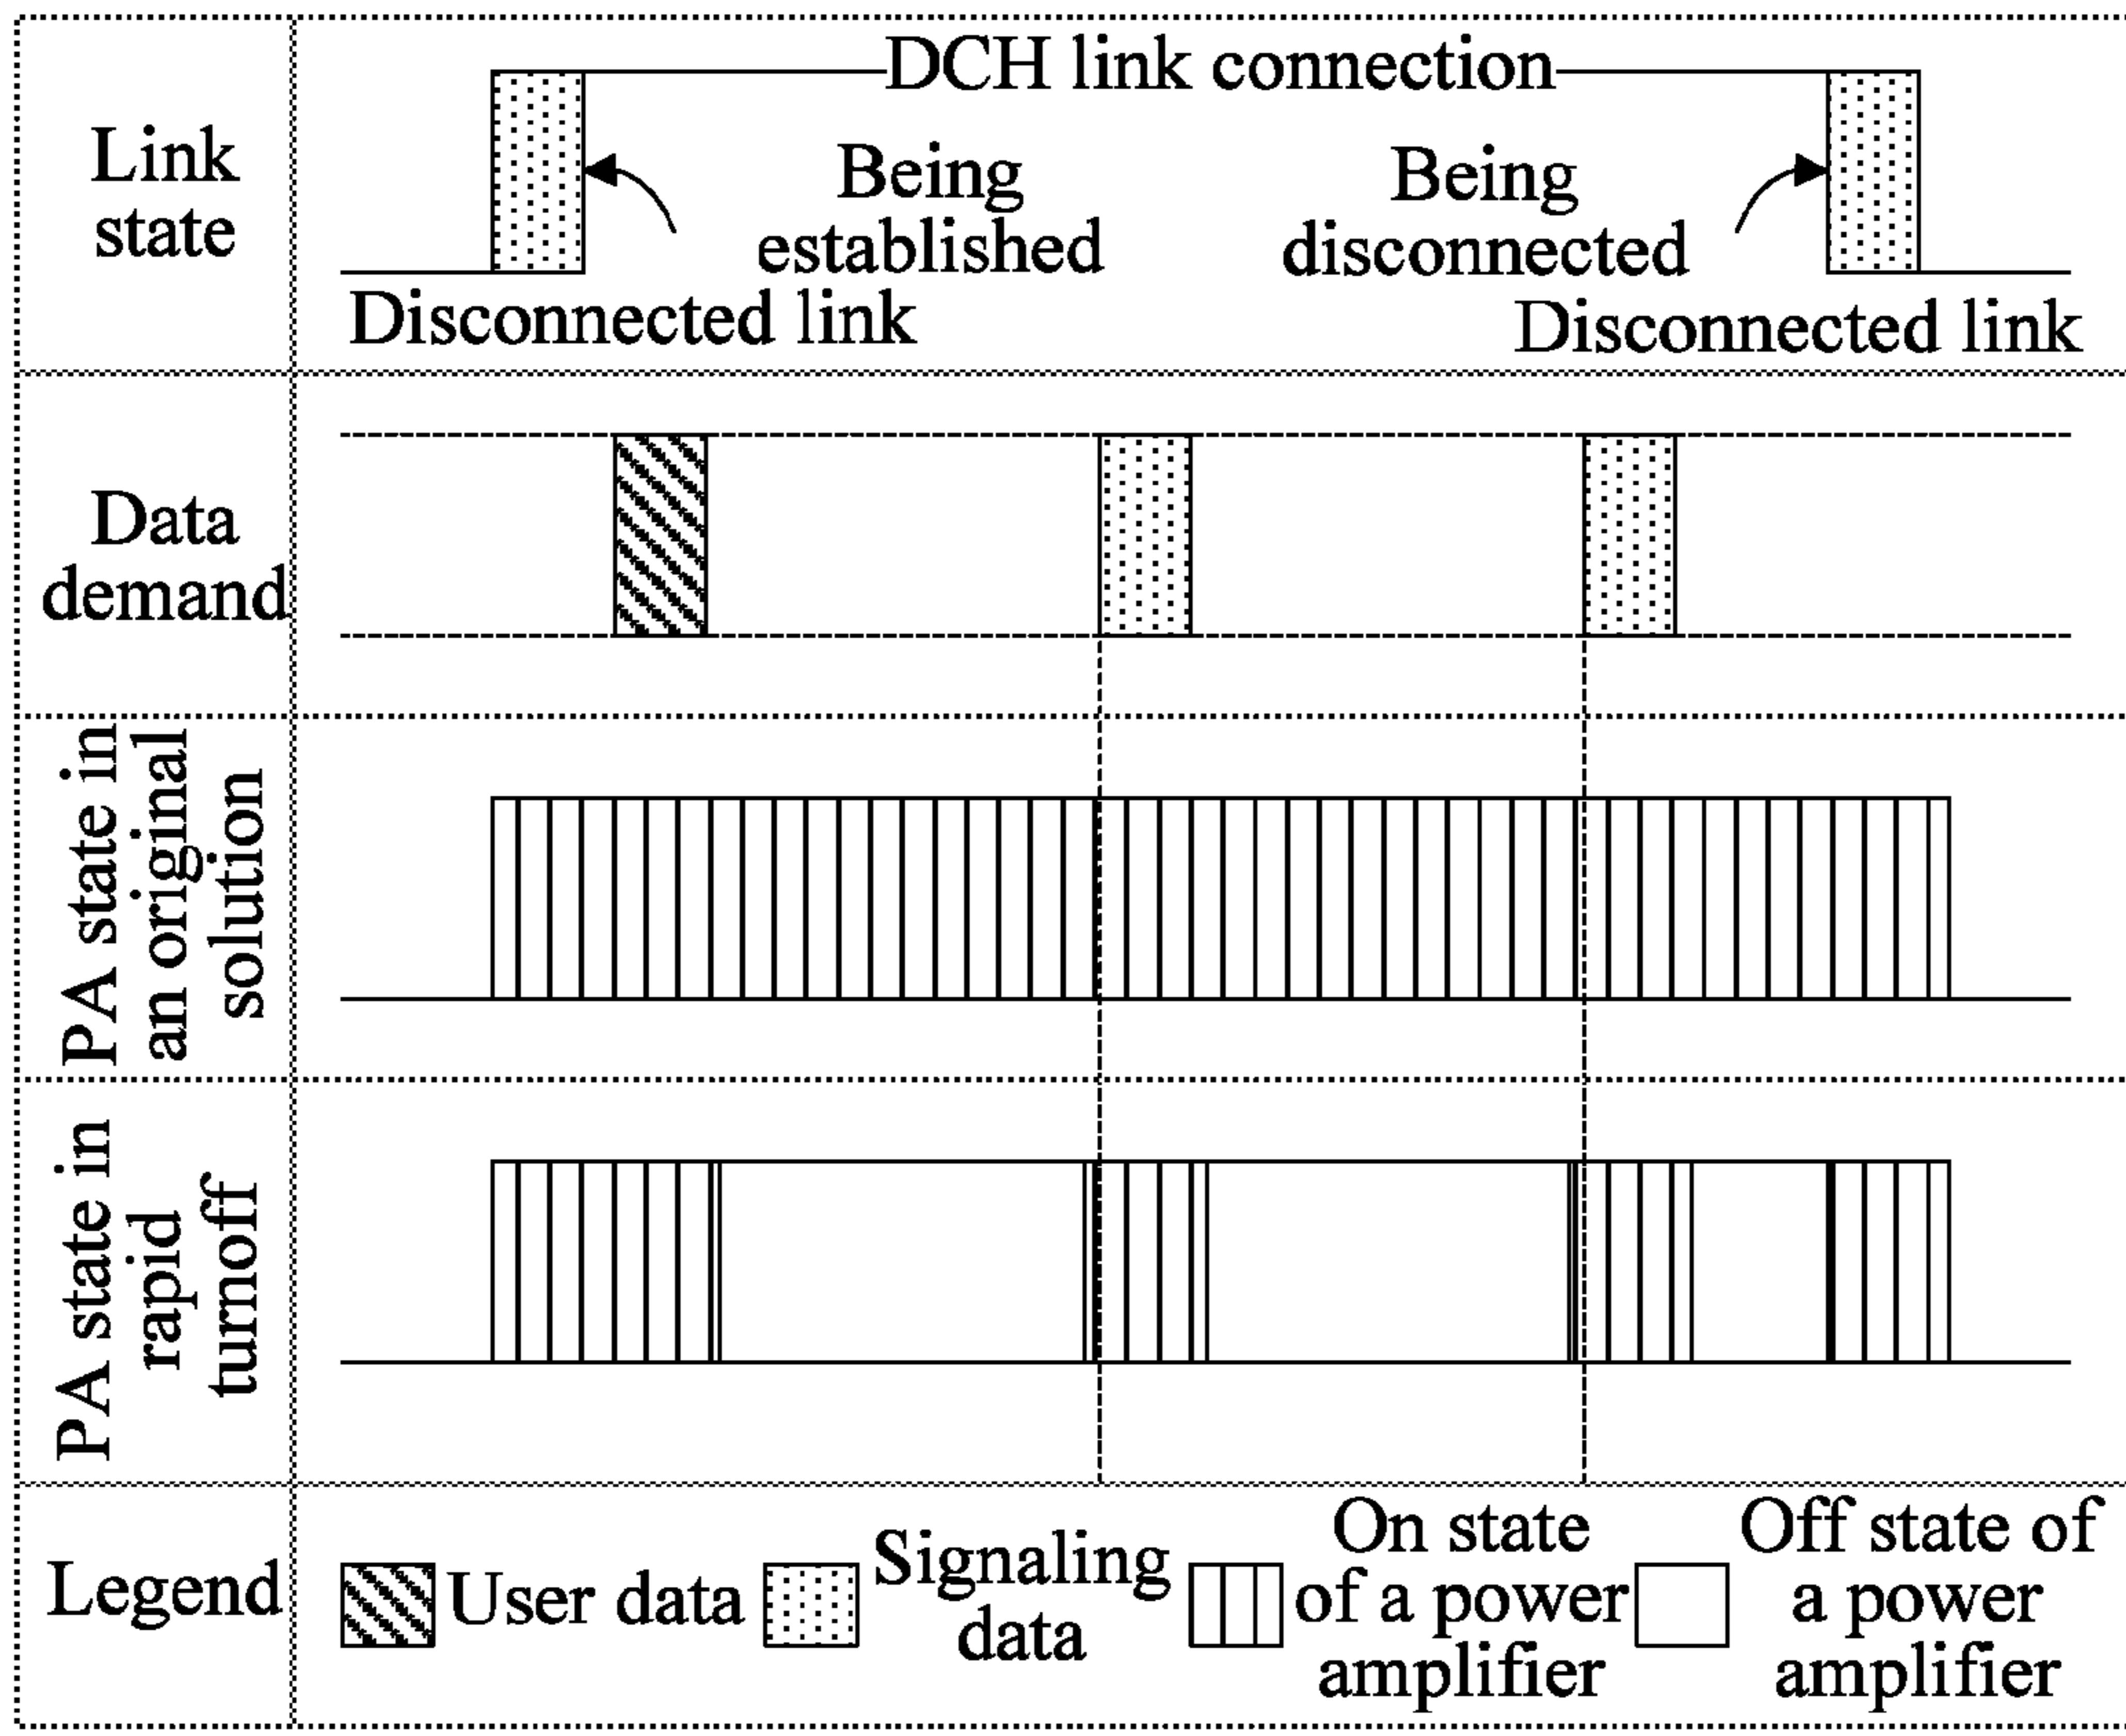 Link
state
DCH link connection
Being
established
Being
disconnected
Disconnected link
Disconnected link
Data
demand
PA state in
an original
solution
PA state in
rapid
turnoff
Legend
User data
Signaling
data
On state
of a power
amplifier
Off state of
a power
amplifier